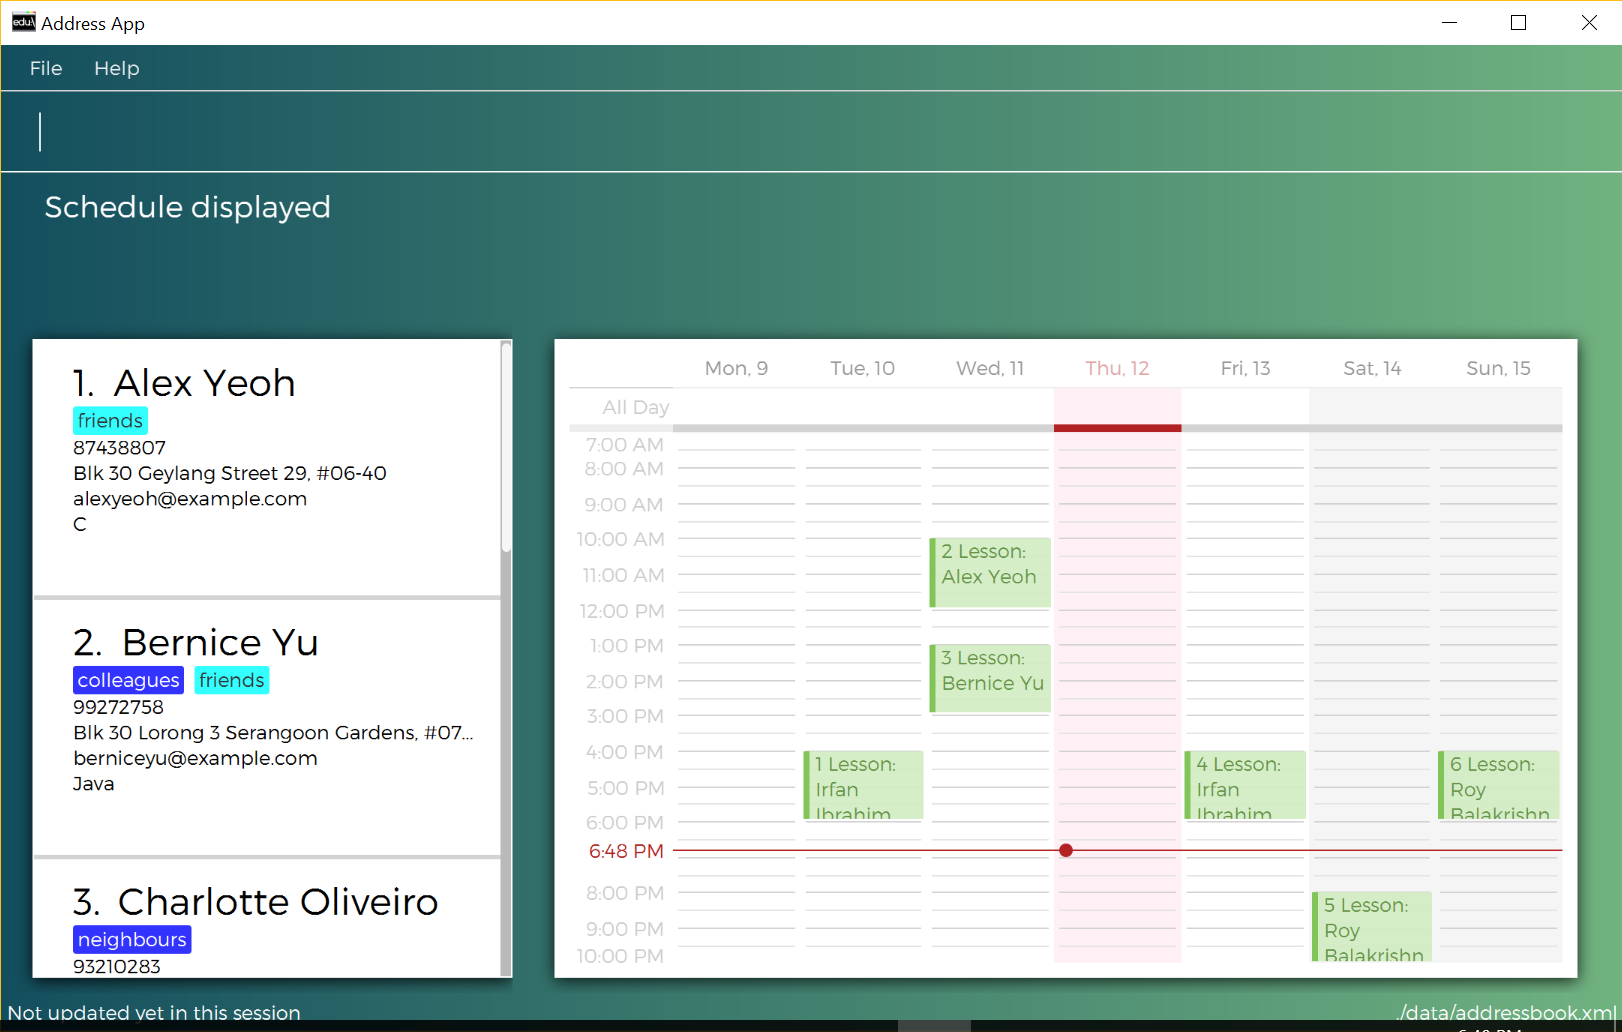 edu:\ Address App
File Help
Schedule displayed
1. Alex Yeoh
friends
87438807
Blk 30 Geylang Street 29, #06-40
alexyeoh@example.com
C
2. Bernice Yu
colleagues friends
99272758
Blk 30 Lorong 3 Serangoon Gardens, #07...
berniceyu@example.com
Java
3. Charlotte Oliveiro
neighbours
93210283
Mon, 9 Tue, 10 Wed, 11 Thu, 12 Fri, 13 Sat, 14 Sun, 15
All Day
7:00 AM
8:00 AM
9:00 AM
10:00 AM
2 Lesson:
Alex Yeoh
11:00 AM
12:00 PM
1:00 PM
3 Lesson:
Bernice Yu
2:00 PM
3:00 PM
4:00 PM
1 Lesson:
Irfan
Ibrahim
4 Lesson:
Irfan
Ibrahim
6 Lesson:
Roy
Balakrishn
5:00 PM
6:00 PM
6:48 PM
8:00 PM
5 Lesson:
Roy
Balakrishn
9:00 PM
10:00 PM
Not updated yet in this session
./data/addressbook.xml